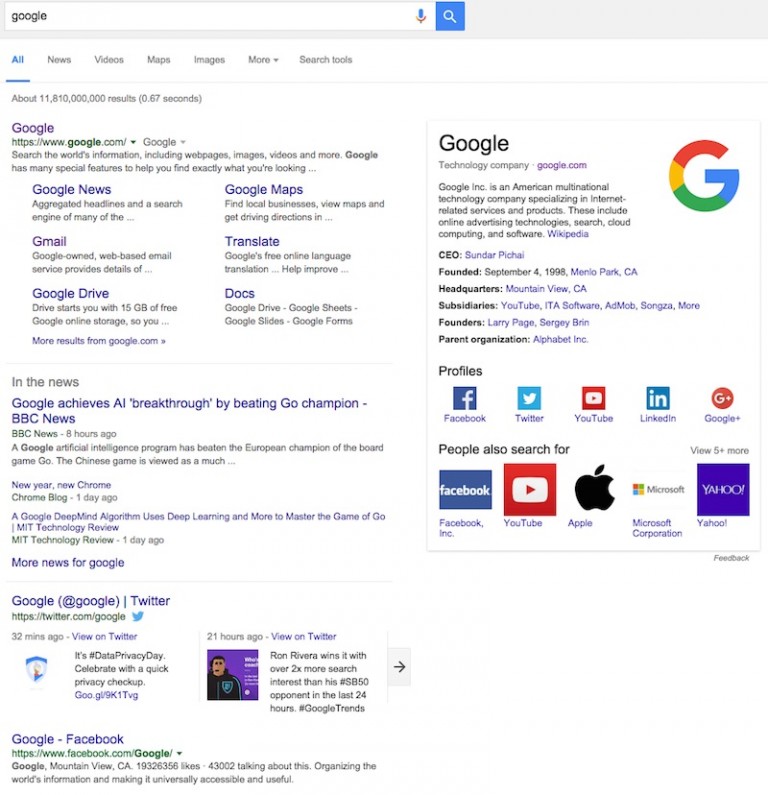 google
All News Videos Maps Images More Search tools
About 11,810,000,000 results (0.67 seconds)
Google
https://www.google.com/ Google
Search the world's information, including webpages, images, videos and more. Google
has many special features to help you find exactly what you're looking ...
Google News
Aggregated headlines and a search
engine of many of the ...
Google Maps
Find local businesses, view maps and
get driving directions in ...
Gmail
Google-owned, web-based email
service provides details of ...
Translate
Google's free online language
translation ... Help improve ...
Google Drive
Drive starts you with 15 GB of free
Google online storage, so you ...
Docs
Google Drive - Google Sheets -
Google Slides - Google Forms
More results from google.com »
In the news
Google achieves AI 'breakthrough' by beating Go champion -
BBC News
BBC News - 8 hours ago
A Google artificial intelligence program has beaten the European champion of the board
game Go. The Chinese game is viewed as a much ...
New year, new Chrome
Chrome Blog - 1 day ago
A Google DeepMind Algorithm Uses Deep Learning and More to Master the Game of Go
| MIT Technology Review
MIT Technology Review - 1 day ago
More news for google
Google (@google) | Twitter
https://twitter.com/google
32 mins ago - View on Twitter
It's #DataPrivacyDay.
Celebrate with a quick
privacy checkup.
Goo.gl/9K1Tvg
21 hours ago - View on Twitter
Ron Rivera wins it with
over 2x more search
interest than his #SB50
opponent in the last 24
hours. #GoogleTrends
Google - Facebook
https://www.facebook.com/Google/
Google, Mountain View, CA. 19326356 likes · 43002 talking about this. Organizing the
world's information and making it universally accessible and useful.
Google
Technology company · google.com
Google Inc. is an American multinational
technology company specializing in Internet-
related services and products. These include
online advertising technologies, search, cloud
computing, and software. Wikipedia
CEO: Sundar Pichai
Founded: September 4, 1998, Menlo Park, CA
Headquarters: Mountain View, CA
Subsidiaries: YouTube, ITA Software, AdMob, Songza, More
Founders: Larry Page, Sergey Brin
Parent organization: Alphabet Inc.
Profiles
Facebook Twitter YouTube LinkedIn Google+
People also search for View 5+ more
facebook Microsoft YAHOO!
Facebook, Inc.
YouTube
Apple
Microsoft Corporation
Yahoo!
Feedback